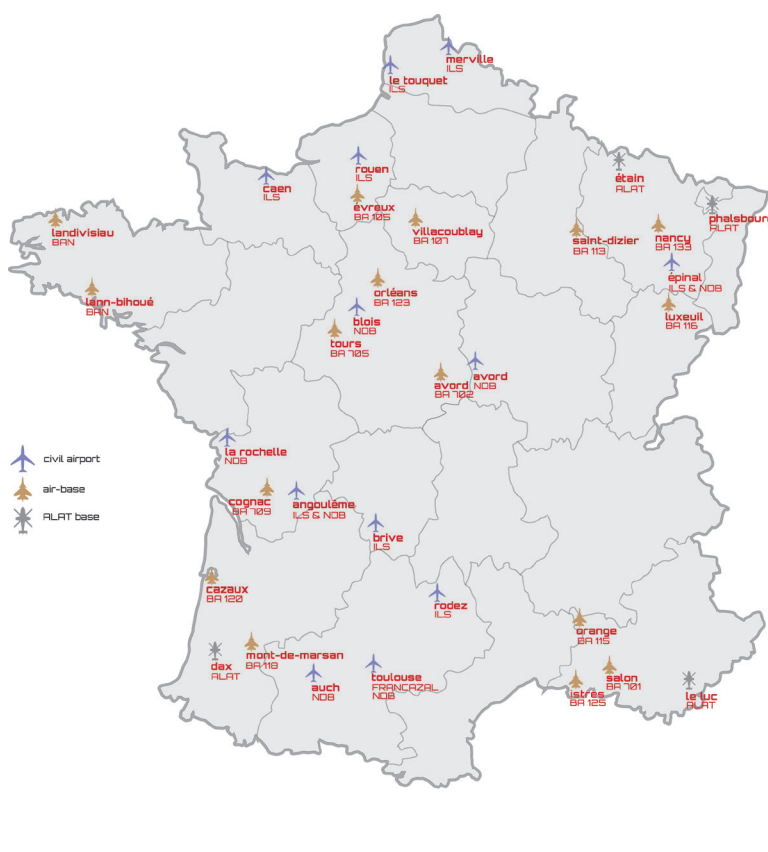 merville
ILS
le touquet
ILS
rouen
ILS
caen
ILS
évreux
BA 105
villacoublay
BA 107
étain
ALAT
phalsbourg
ALAT
landivisiau
BAN
saint-dizier
BA 113
nancy
BA 133
épinal
ILS & NDB
lann-bihoué
BAN
orléans
BA 123
luxeuil
BA 116
blois
NDB
tours
BA 705
avord
BA 702
avord
NDB
la rochelle
NDB
civil airport
air-base
ALAT base
cognac
BA 709
angoulême
ILS & NDB
brive
ILS
cazaux
BA 120
rodez
ILS
orange
BA 115
mont-de-marsan
BA 118
dax
ALAT
auch
NDB
toulouse
FRANCAZAL
NDB
salon
BA 701
istres
BA 125
le luc
ALAT